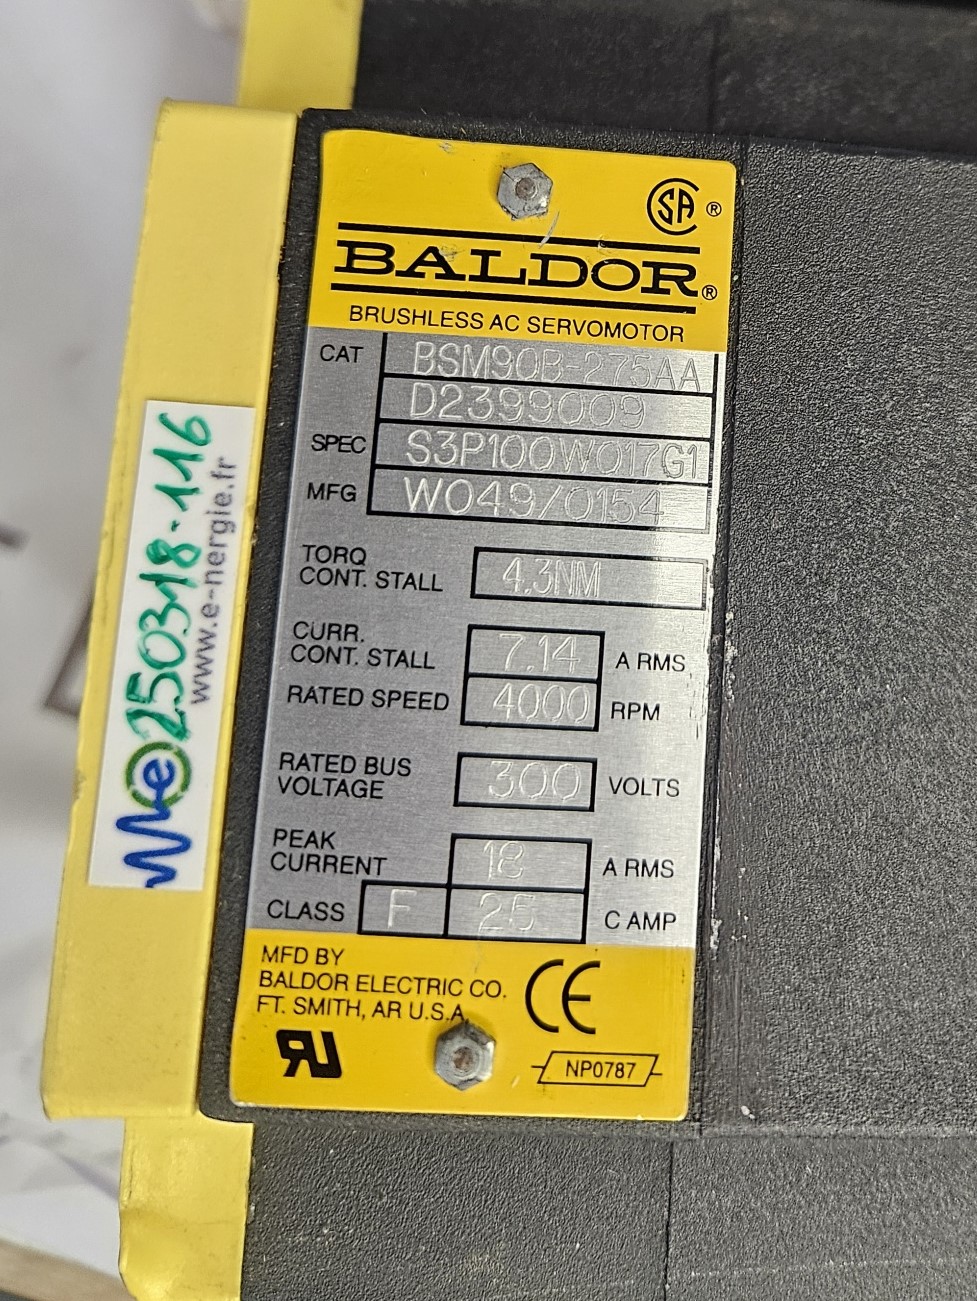 SA ®
BALDOR®
BRUSHLESS AC SERVOMOTOR
CAT BSM90B-275AA
D2399009
SPEC S3P100W017G1
MFG W049/0154
TORQ
CONT. STALL 4.3NM
CURR.
CONT. STALL 7.14 A RMS
RATED SPEED 4000 RPM
RATED BUS
VOLTAGE 300 VOLTS
PEAK
CURRENT 18 A RMS
CLASS F 25 C AMP
MFD BY
BALDOR ELECTRIC CO.
FT. SMITH, AR U.S.A.
CE
RU
NP0787
e
250318-116
www.e-nergie.fr